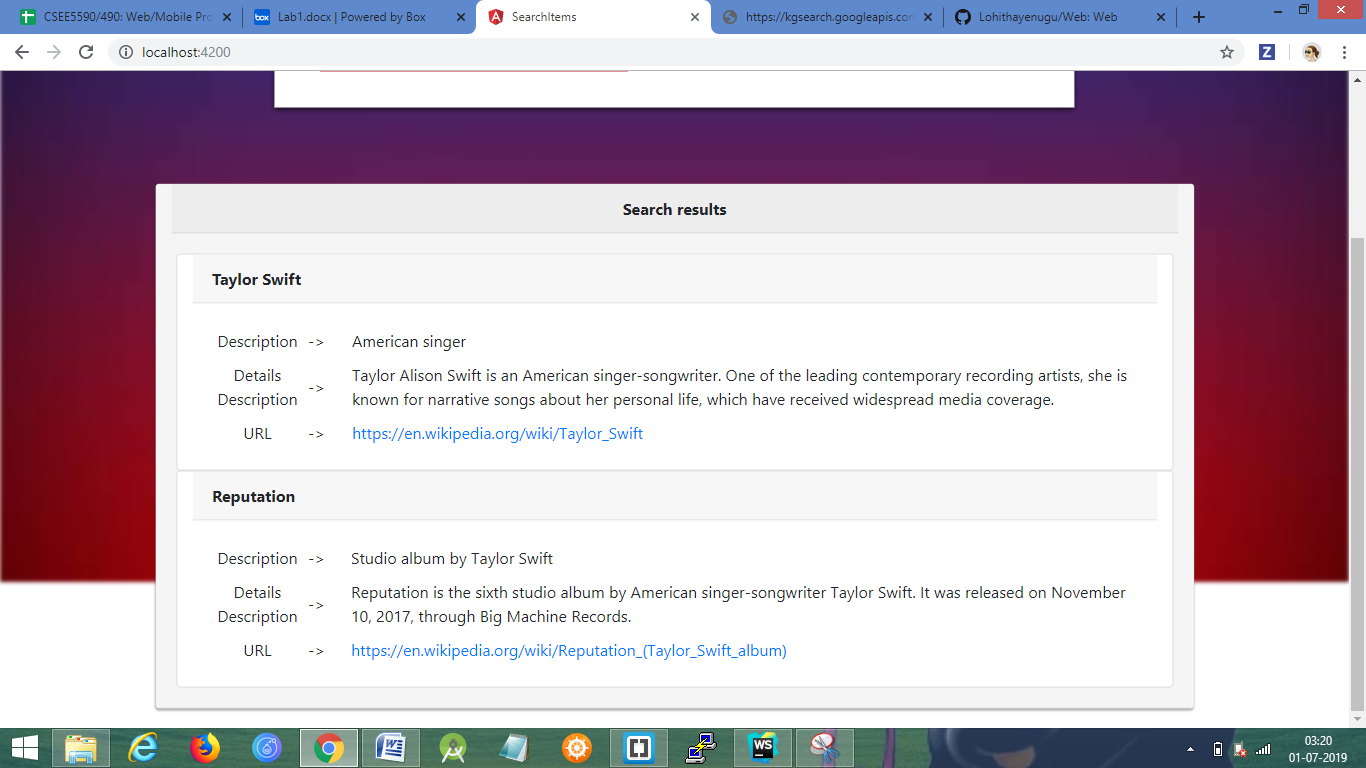 CSEE5590/490: Web/Mobile Pro
Lab1.docx | Powered by Box
SearchItems
https://kgsearch.googleapis.com
Lohithayenugu/Web: Web
localhost:4200
Search results
Taylor Swift
Description -> American singer
Details Description -> Taylor Alison Swift is an American singer-songwriter. One of the leading contemporary recording artists, she is
known for narrative songs about her personal life, which have received widespread media coverage.
URL -> https://en.wikipedia.org/wiki/Taylor_Swift
Reputation
Description -> Studio album by Taylor Swift
Details Description -> Reputation is the sixth studio album by American singer-songwriter Taylor Swift. It was released on November
10, 2017, through Big Machine Records.
URL -> https://en.wikipedia.org/wiki/Reputation_(Taylor_Swift_album)
03:20
01-07-2019